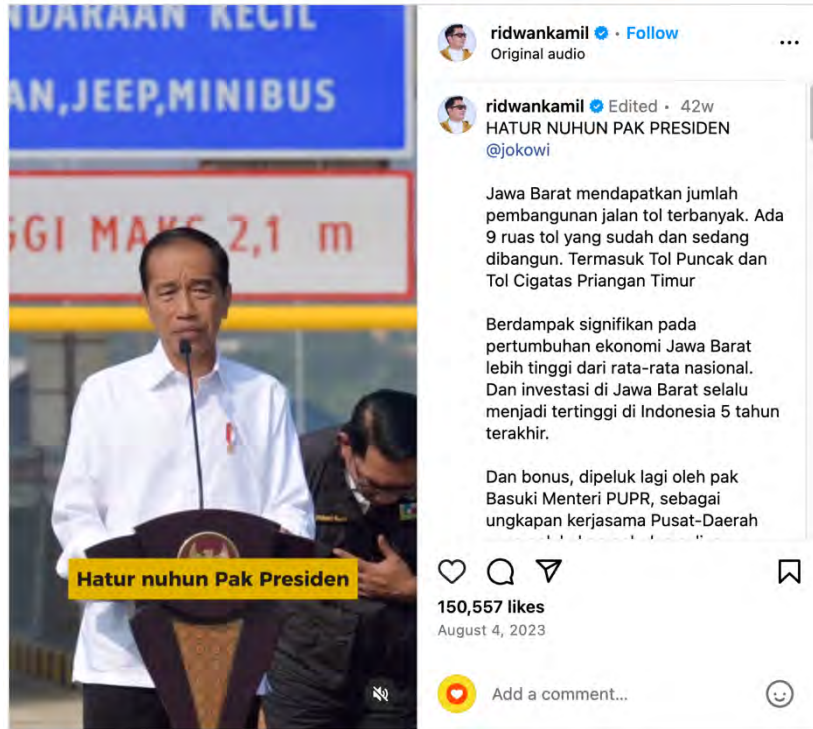 NDARAAN KECIL
AN,JEEP,MINIBUS
GGI MAKS 2,1 m
Hatur nuhun Pak Presiden
ridwankamil · Follow
Original audio
...
ridwankamil Edited · 42w
HATUR NUHUN PAK PRESIDEN
@jokowi
Jawa Barat mendapatkan jumlah
pembangunan jalan tol terbanyak. Ada
9 ruas tol yang sudah dan sedang
dibangun. Termasuk Tol Puncak dan
Tol Cigatas Priangan Timur
Berdampak signifikan pada
pertumbuhan ekonomi Jawa Barat
lebih tinggi dari rata-rata nasional.
Dan investasi di Jawa Barat selalu
menjadi tertinggi di Indonesia 5 tahun
terakhir.
Dan bonus, dipeluk lagi oleh pak
Basuki Menteri PUPR, sebagai
ungkapan kerjasama Pusat-Daerah
150,557 likes
August 4, 2023
Add a comment...